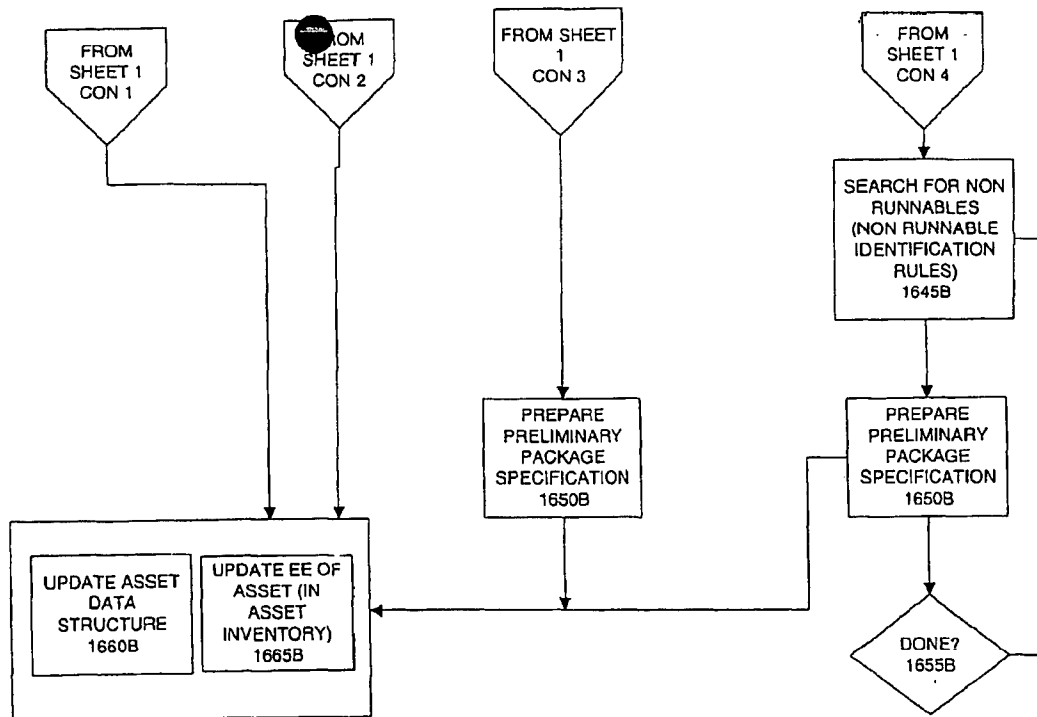 FROM
SHEET 1
CON 1
SHEET 1
CON 2
FROM SHEET
1
CON 3
FROM
SHEET
1
CON 4
SEARCH FOR NON
RUNNABLES
(NON RUNNABLE
IDENTIFICATION
RULES)
1645B
PREPARE
PRELIMINARY
PACKAGE
SPECIFICATION
1650B
PREPARE
PRELIMINARY
PACKAGE
SPECIFICATION
1650B
UPDATE ASSET
DATA
STRUCTURE
1660B
UPDATE EE OF
ASSET (IN
ASSET
INVENTORY)
1665B
DONE?
1655B